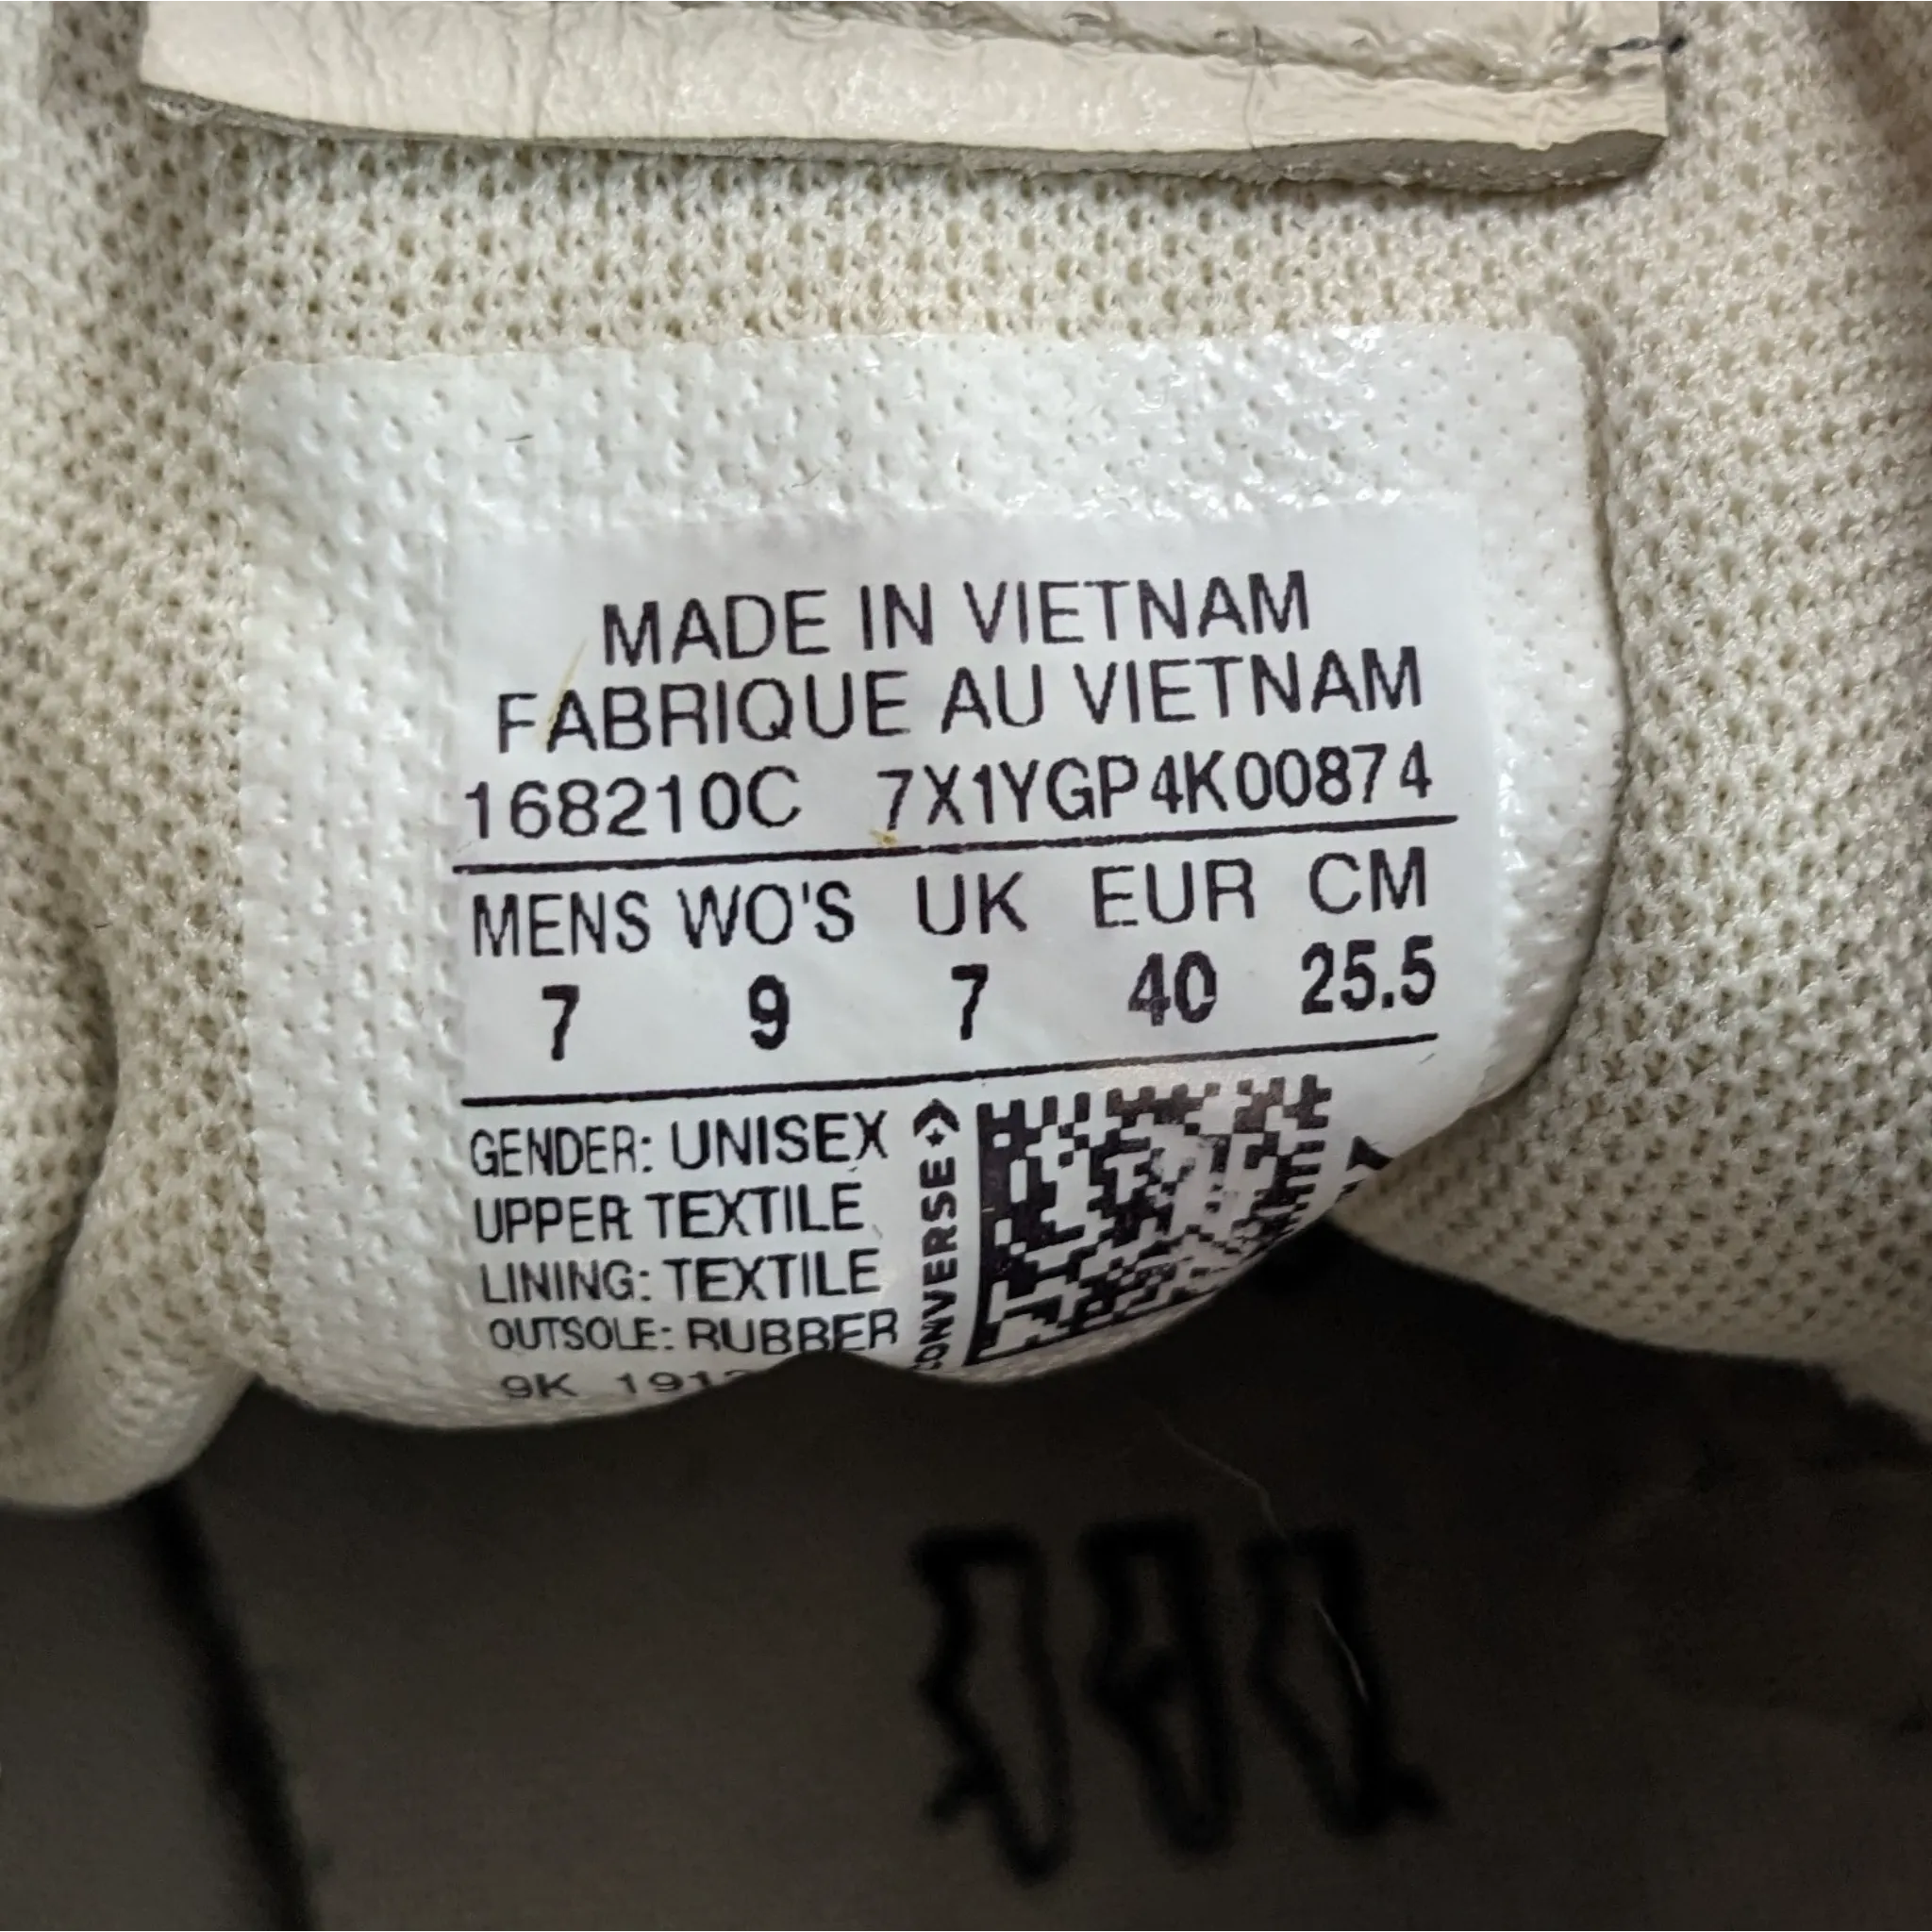 MADE IN VIETNAM
FABRIQUE AU VIETNAM
168210C 7X1YGP4K00874
MENS WO'S UK EUR CM
7 9 7 40 25.5
GENDER: UNISEX
UPPER TEXTILE
LINING: TEXTILE
OUTSOLE: RUBBER
9K
CONVERSE